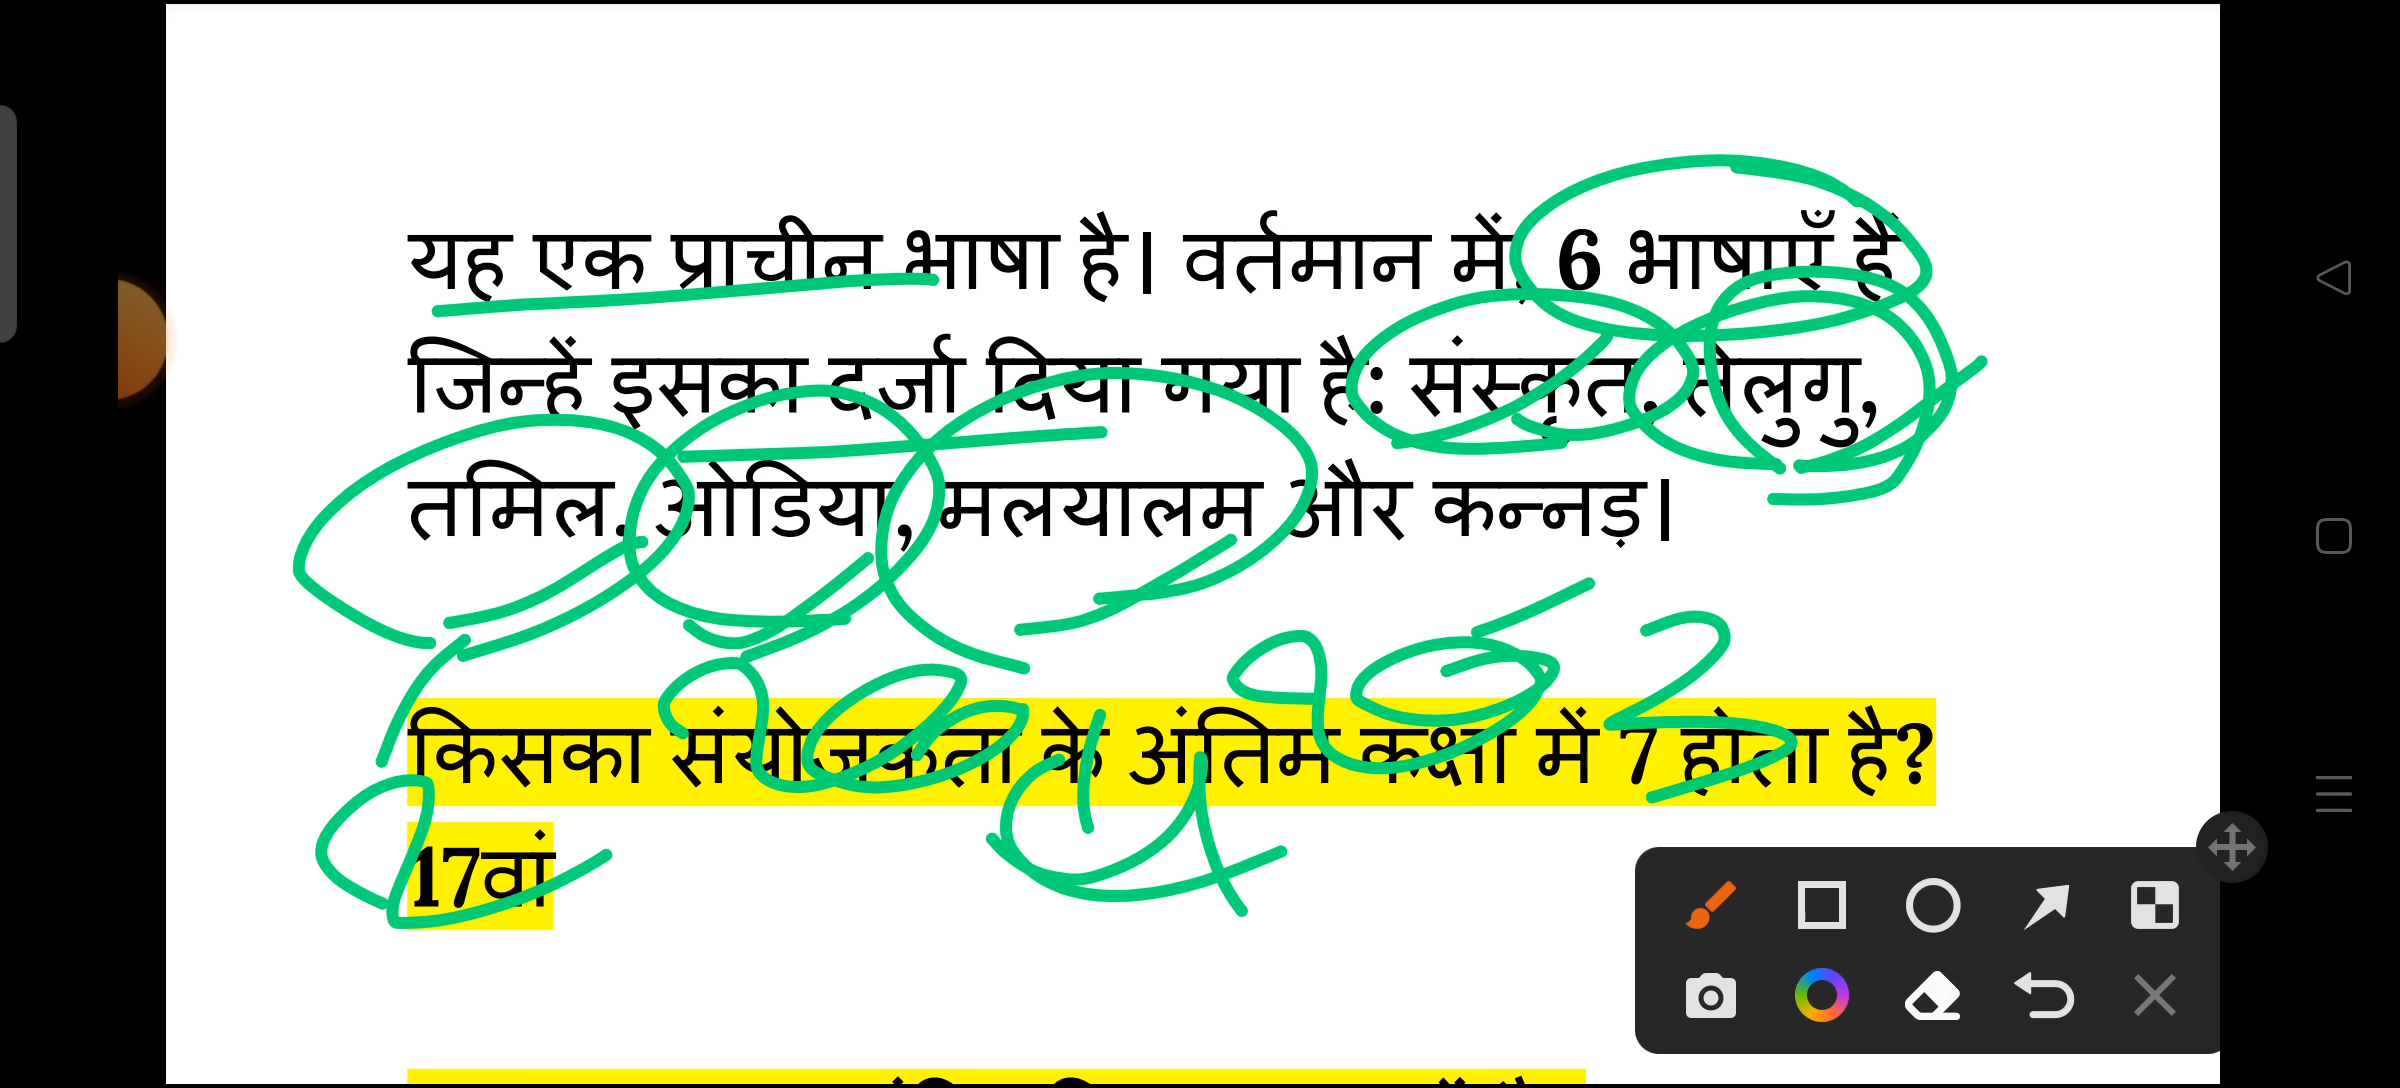 यह एक प्राचीन भाषा है। वर्तमान में, 6 भाषाएँ हैं
जिन्हें इसका दर्जा दिया गया है: संस्कृत, तेलुगु,
तमिल, ओडिया, मलयालम और कन्नड़।
किसका संयोजकता के अंतिम कक्षा में 7 होता है?
17वां